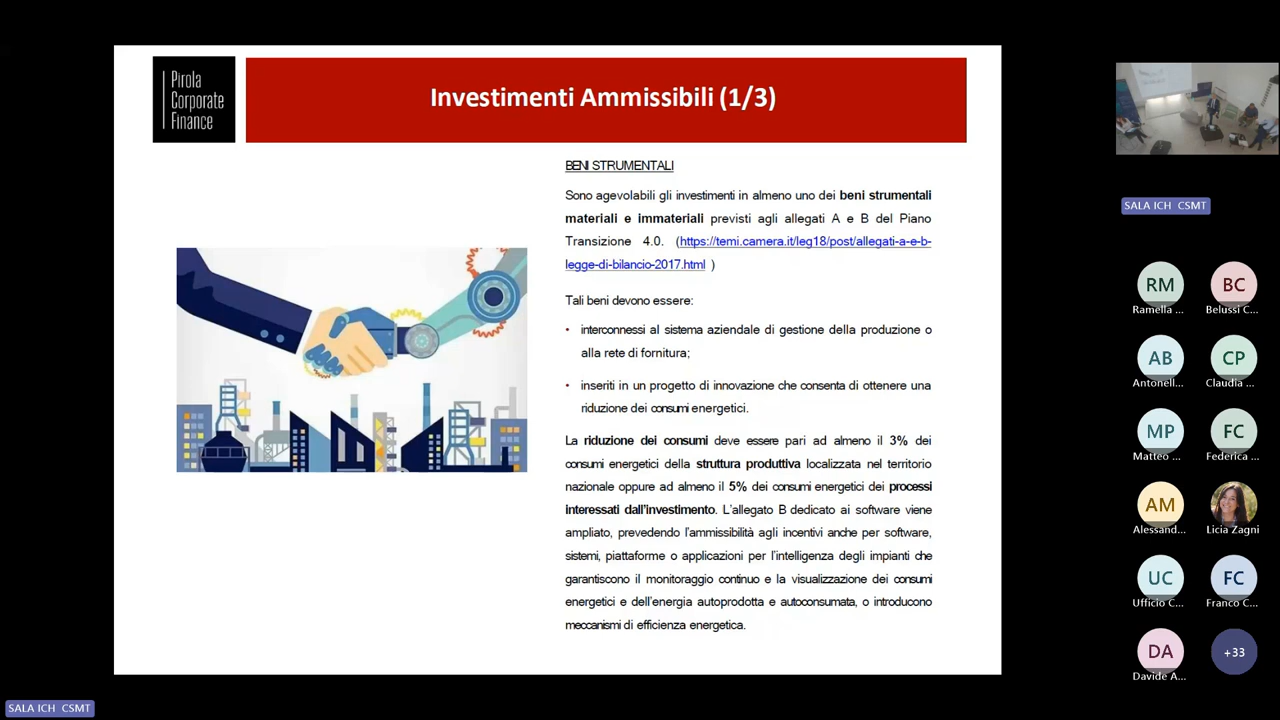 Pirola
Corporate
Finance
Investimenti Ammissibili (1/3)
BENI STRUMENTALI
Sono agevolabili gli investimenti in almeno uno dei beni strumentali
materiali e immateriali previsti agli allegati A e B del Piano
Transizione 4.0. (https://temi.camera.it/leg18/post/allegati-a-e-b-
legge-di-bilancio-2017.html )
Tali beni devono essere:
• interconnessi al sistema aziendale di gestione della produzione o
alla rete di fornitura;
• inseriti in un progetto di innovazione che consenta di ottenere una
riduzione dei consumi energetici.
La riduzione dei consumi deve essere pari ad almeno il 3% dei
consumi energetici della struttura produttiva localizzata nel territorio
nazionale oppure ad almeno il 5% dei consumi energetici dei processi
interessati dall'investimento. L'allegato B dedicato ai software viene
ampliato, prevedendo l'ammissibilità agli incentivi anche per software,
sistemi, piattaforme o applicazioni per l'intelligenza degli impianti che
garantiscono il monitoraggio continuo e la visualizzazione dei consumi
energetici e dell'energia autoprodotta e autoconsumata, o introducono
meccanismi di efficienza energetica.
SALA ICH CSMT
RM
BC
Ramella ...
Belussi C...
AB
CP
Antonell...
Claudia ...
MP
FC
Matteo ...
Federica ...
AM
Alessand...
Licia Zagni
UC
FC
Ufficio C...
Franco C...
DA
+33
Davide A...
SALA ICH CSMT